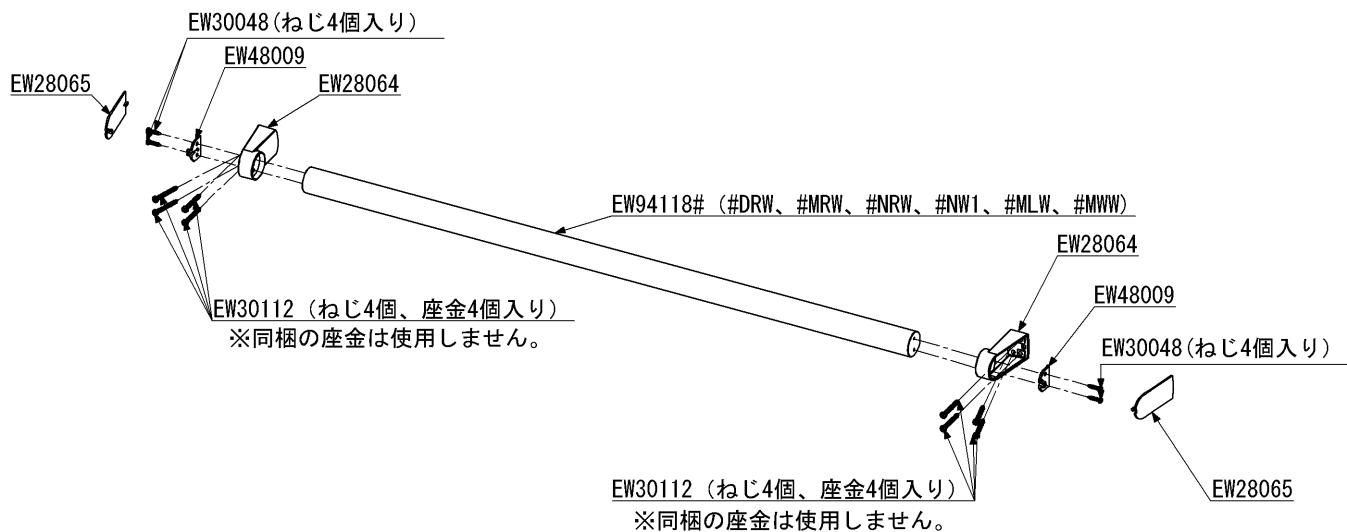 EW30048(ねじ4個入り)
EW48009
EW28065
EW28064
EW94118# (#DRW、#MRW、#NRW、#NW1、#MLW、#MWW)
EW28064
EW30112 (ねじ4個、座金4個入り)
※同梱の座金は使用しません。
EW48009
EW30048(ねじ4個入り)
EW30112 (ねじ4個、座金4個入り)
※同梱の座金は使用しません。
EW28065